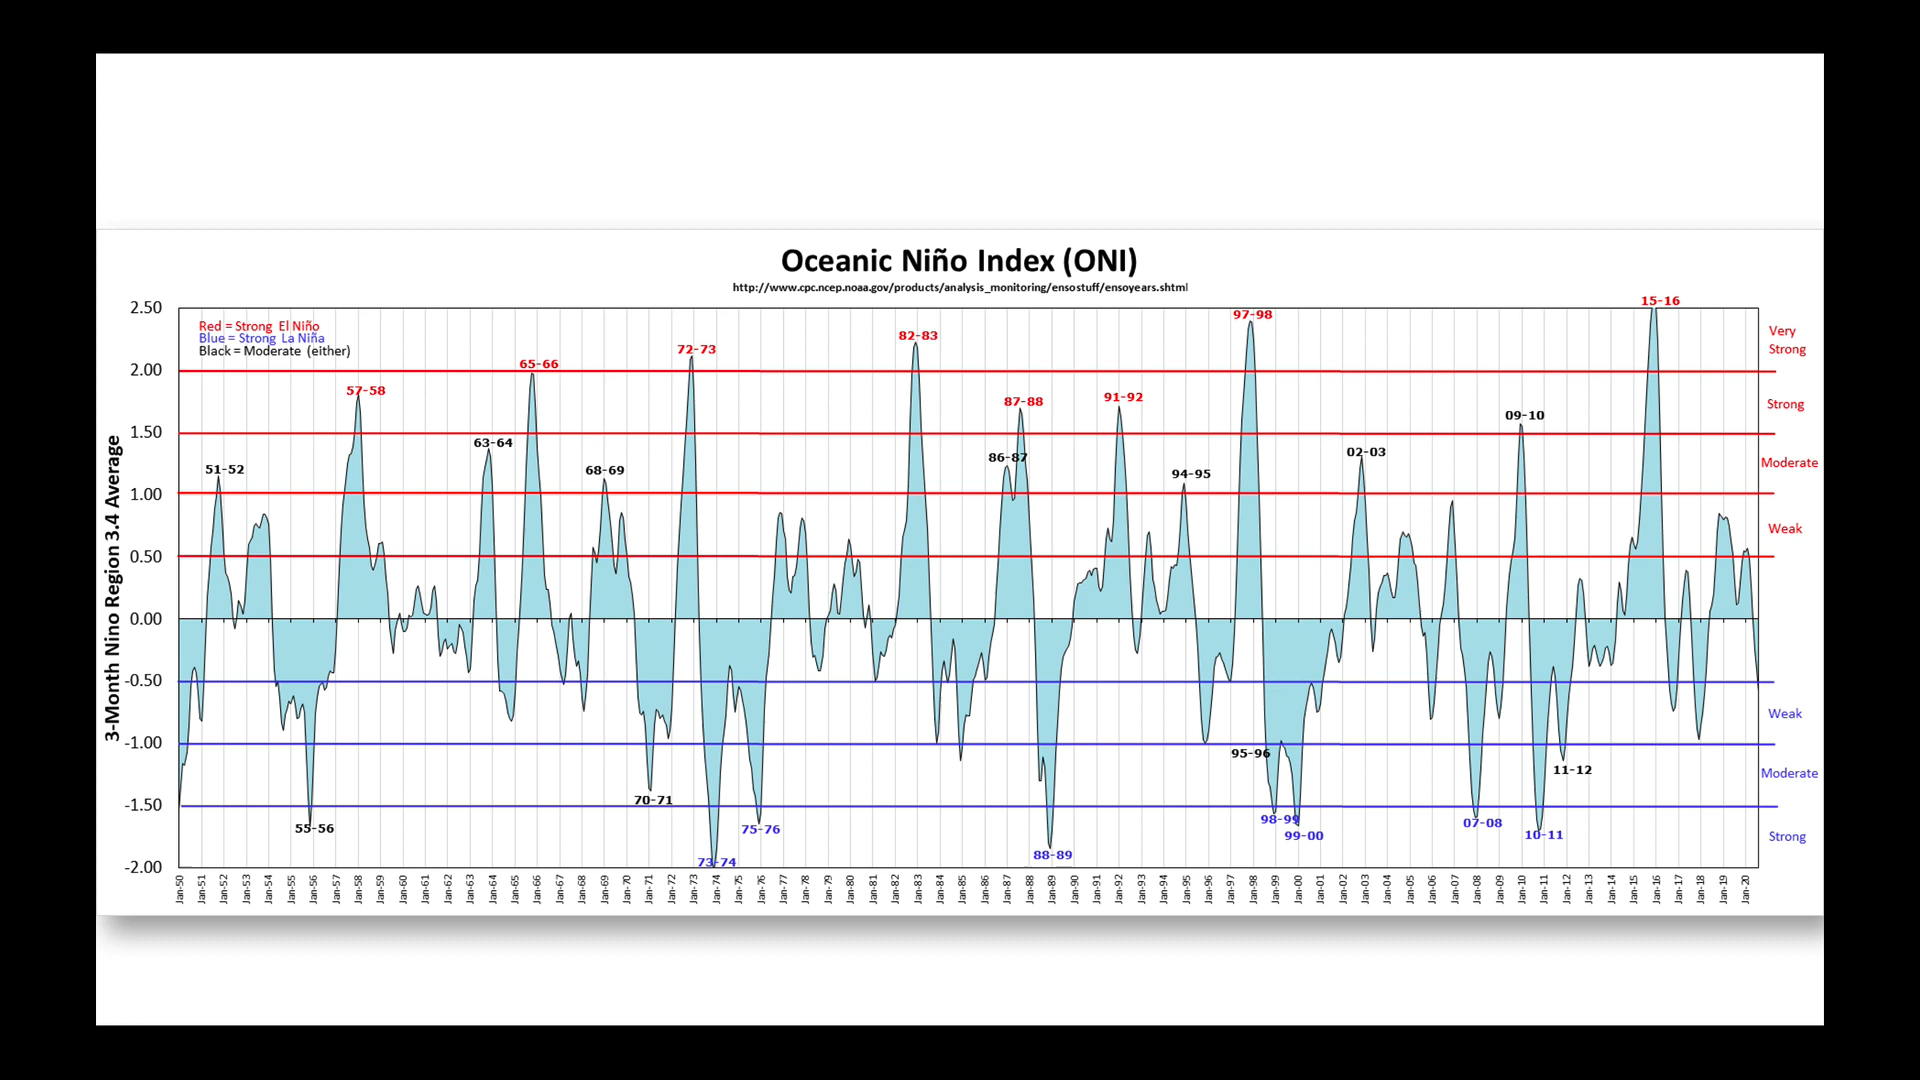 Oceanic Niño Index (ONI)
http://www.cpc.ncep.noaa.gov/products/analysis_monitoring/ensostuff/ensoyears.shtml
3-Month Nino Region 3.4 Average
2.50
2.00
1.50
1.00
0.50
0.00
-0.50
-1.00
-1.50
-2.00
Red = Strong El Niño
Blue = Strong La Niña
Black = Moderate (either)
51-52
55-56
57-58
63-64
65-66
68-69
70-71
72-73
73-74
75-76
82-83
86-87
87-88
88-89
91-92
94-95
95-96
97-98
98-99
99-00
02-03
07-08
09-10
10-11
11-12
15-16
Very
Strong
Strong
Moderate
Weak
Weak
Moderate
Strong
Jan-50
Jan-51
Jan-52
Jan-53
Jan-54
Jan-55
Jan-56
Jan-57
Jan-58
Jan-59
Jan-60
Jan-61
Jan-62
Jan-63
Jan-64
Jan-65
Jan-66
Jan-67
Jan-68
Jan-69
Jan-70
Jan-71
Jan-72
Jan-73
Jan-74
Jan-75
Jan-76
Jan-77
Jan-78
Jan-79
Jan-80
Jan-81
Jan-82
Jan-83
Jan-84
Jan-85
Jan-86
Jan-87
Jan-88
Jan-89
Jan-90
Jan-91
Jan-92
Jan-93
Jan-94
Jan-95
Jan-96
Jan-97
Jan-98
Jan-99
Jan-00
Jan-01
Jan-02
Jan-03
Jan-04
Jan-05
Jan-06
Jan-07
Jan-08
Jan-09
Jan-10
Jan-11
Jan-12
Jan-13
Jan-14
Jan-15
Jan-16
Jan-17
Jan-18
Jan-19
Jan-20